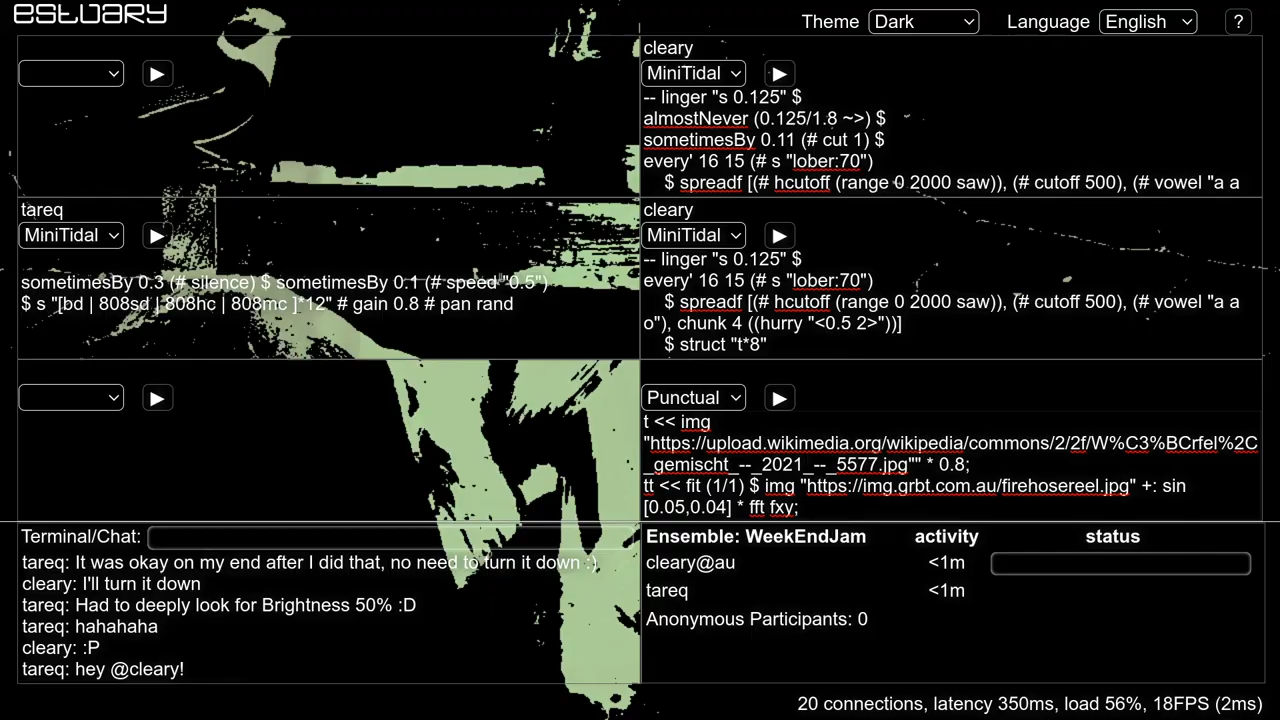 estuary
Theme Dark Language English ?
cleary
MiniTidal
-- linger "s 0.125" $
almostNever (0.125/1.8 ~>) $
sometimesBy 0.11 (# cut 1) $
every' 16 15 (# s "lober:70")
$ spreadf [(# hcutoff (range 0 2000 saw)), (# cutoff 500), (# vowel "a a
tareq
MiniTidal
sometimesBy 0.3 (# silence) $ sometimesBy 0.1 (# speed "0.5")
$ s "[bd | 808sd | 808hc | 808mc ]*12" # gain 0.8 # pan rand
cleary
MiniTidal
-- linger "s 0.125" $
every' 16 15 (# s "lober:70")
$ spreadf [(# hcutoff (range 0 2000 saw)), (# cutoff 500), (# vowel "a a
o"), chunk 4 ((hurry "<0.5 2>"))]
$ struct "t*8"
Punctual
t << img
"https://upload.wikimedia.org/wikipedia/commons/2/2f/W%C3%BCrfel%2C
_gemischt_--_2021_--_5577.jpg"" * 0.8;
tt << fit (1/1) $ img "https://img.grbt.com.au/firehosereel.jpg" +: sin
[0.05,0.04] * fft fxy;
Terminal/Chat:
tareq: It was okay on my end after I did that, no need to turn it down :)
cleary: I'll turn it down
tareq: Had to deeply look for Brightness 50% :D
tareq: hahahaha
cleary: :P
tareq: hey @cleary!
Ensemble: WeekEndJam activity status
cleary@au <1m
tareq <1m
Anonymous Participants: 0
20 connections, latency 350ms, load 56%, 18FPS (2ms)